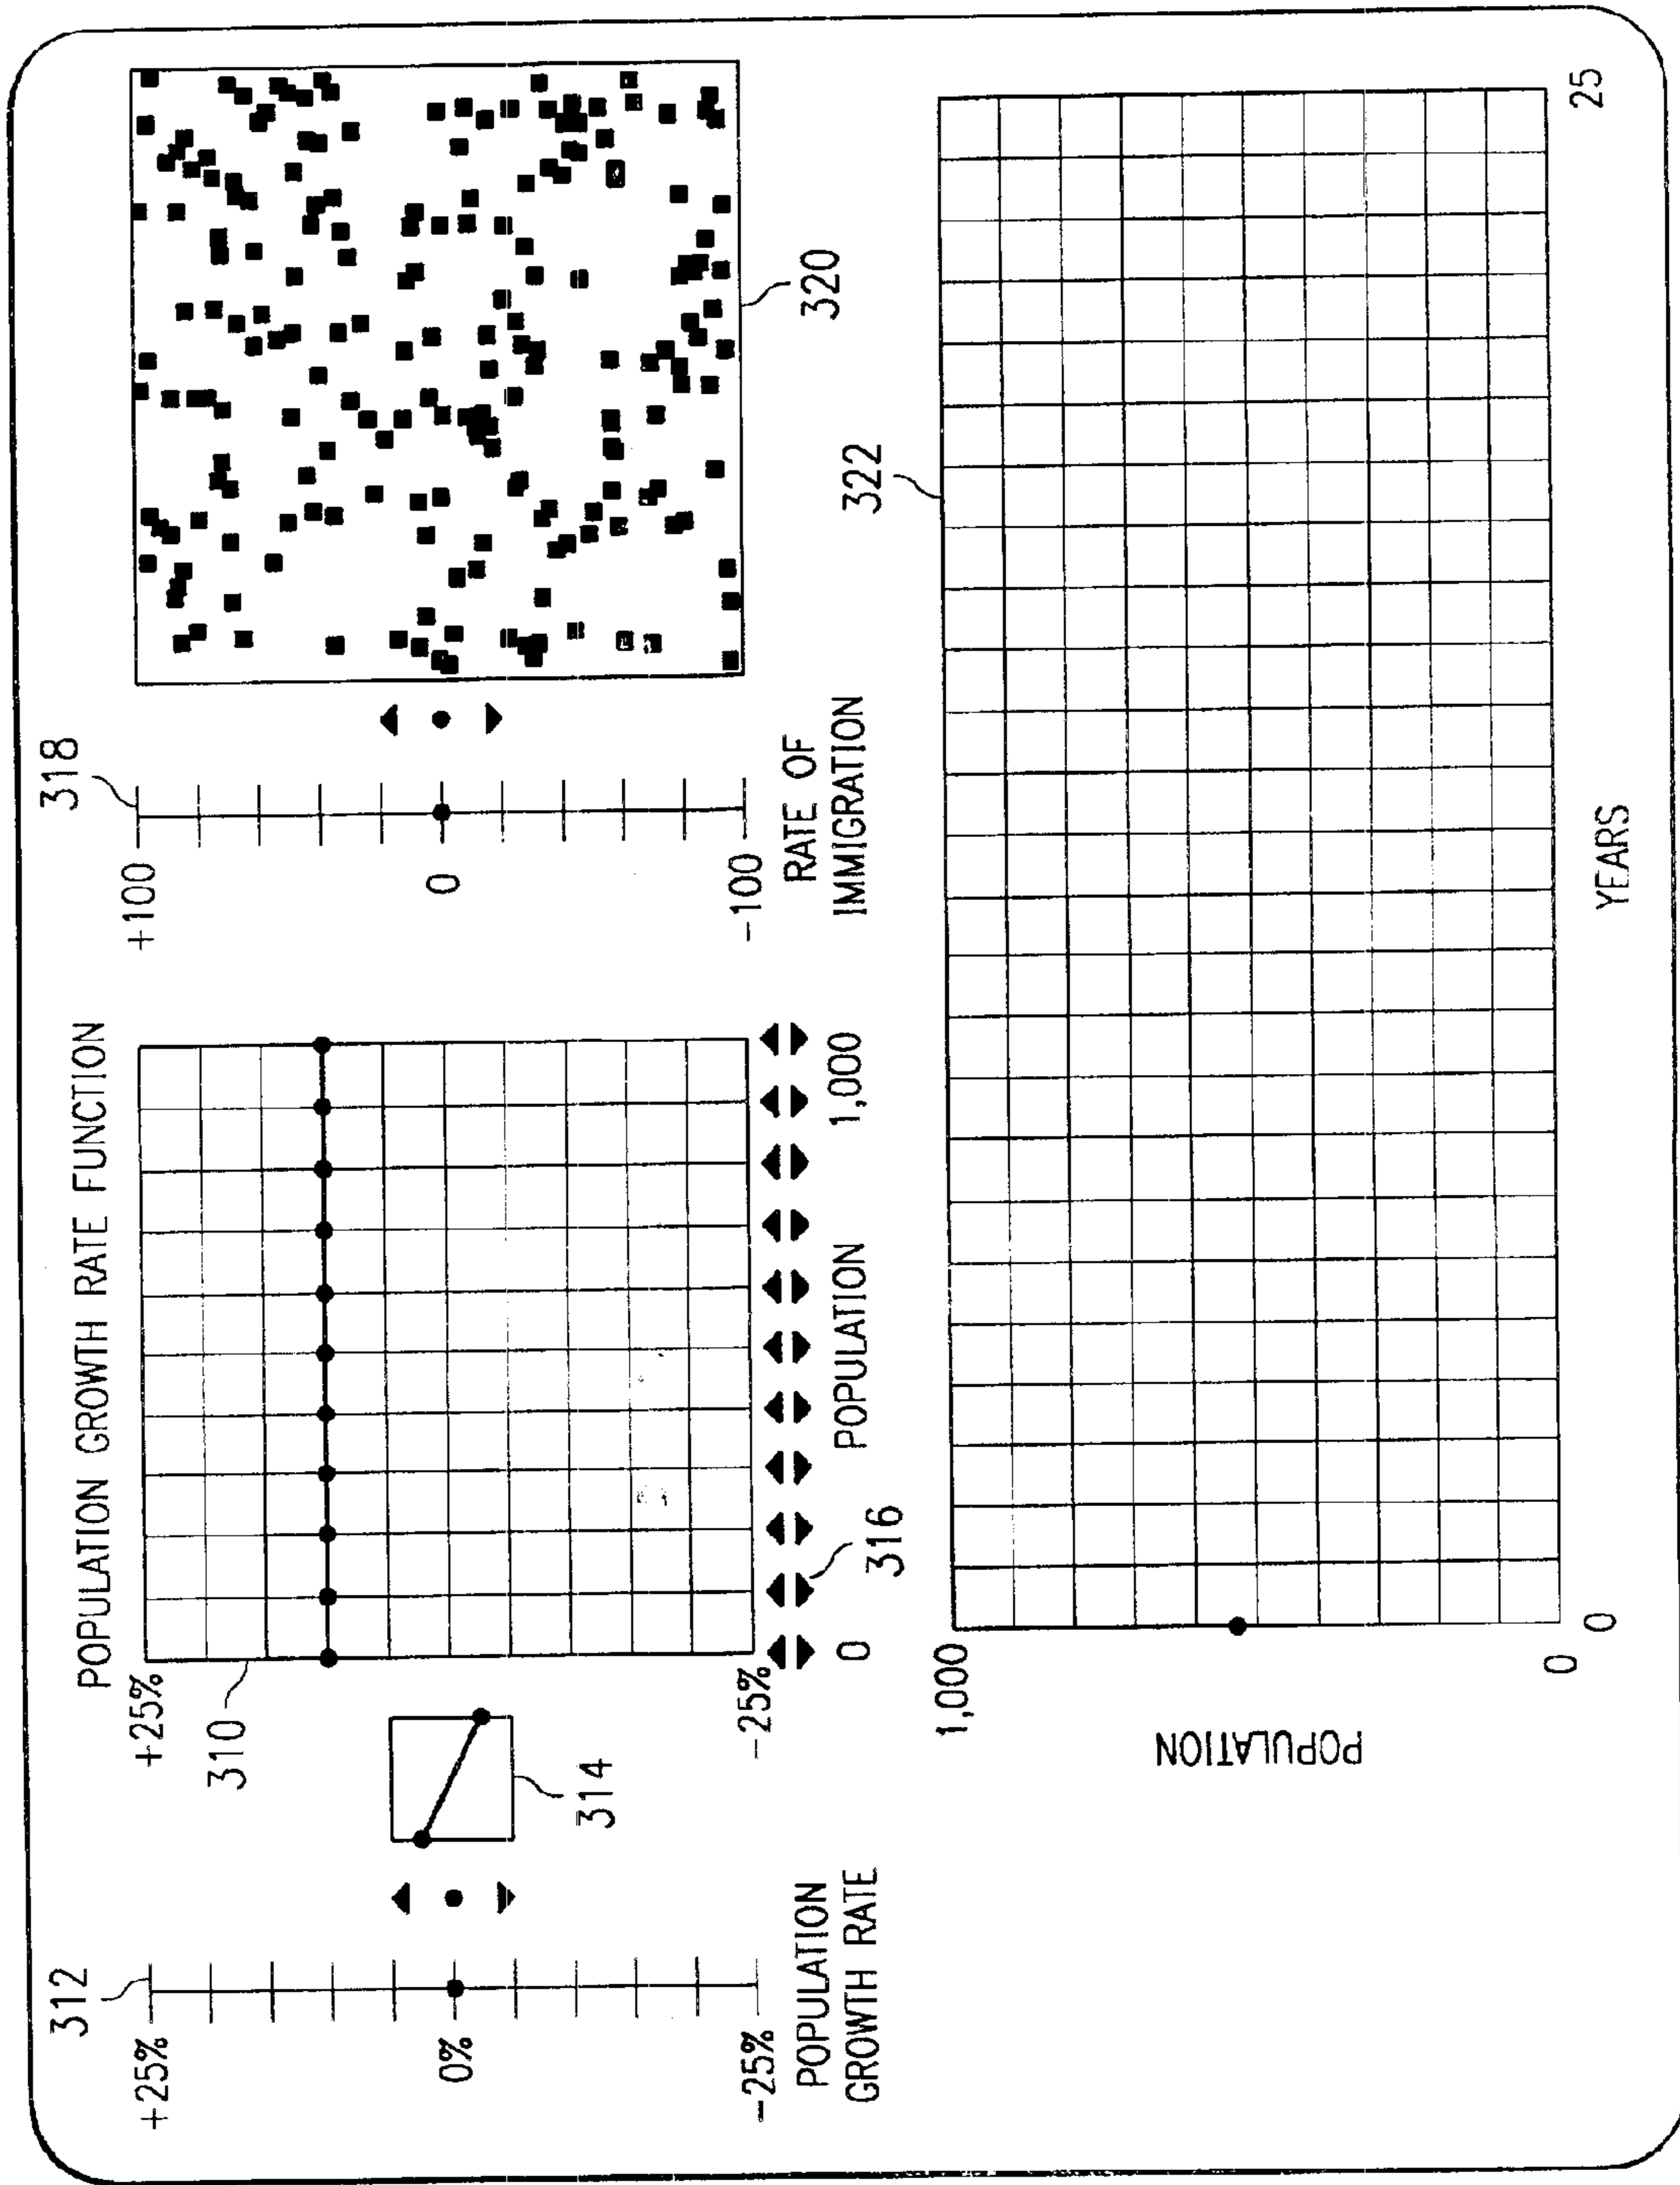 POPULATION GROWTH RATE FUNCTION
312
+25%
0%
-25%
POPULATION
GROWTH RATE
314
310
+25%
-25%
0
1,000
316
POPULATION
318
+100
0
-100
RATE OF
IMMIGRATION
320
322
1,000
POPULATION
0
0
25
YEARS